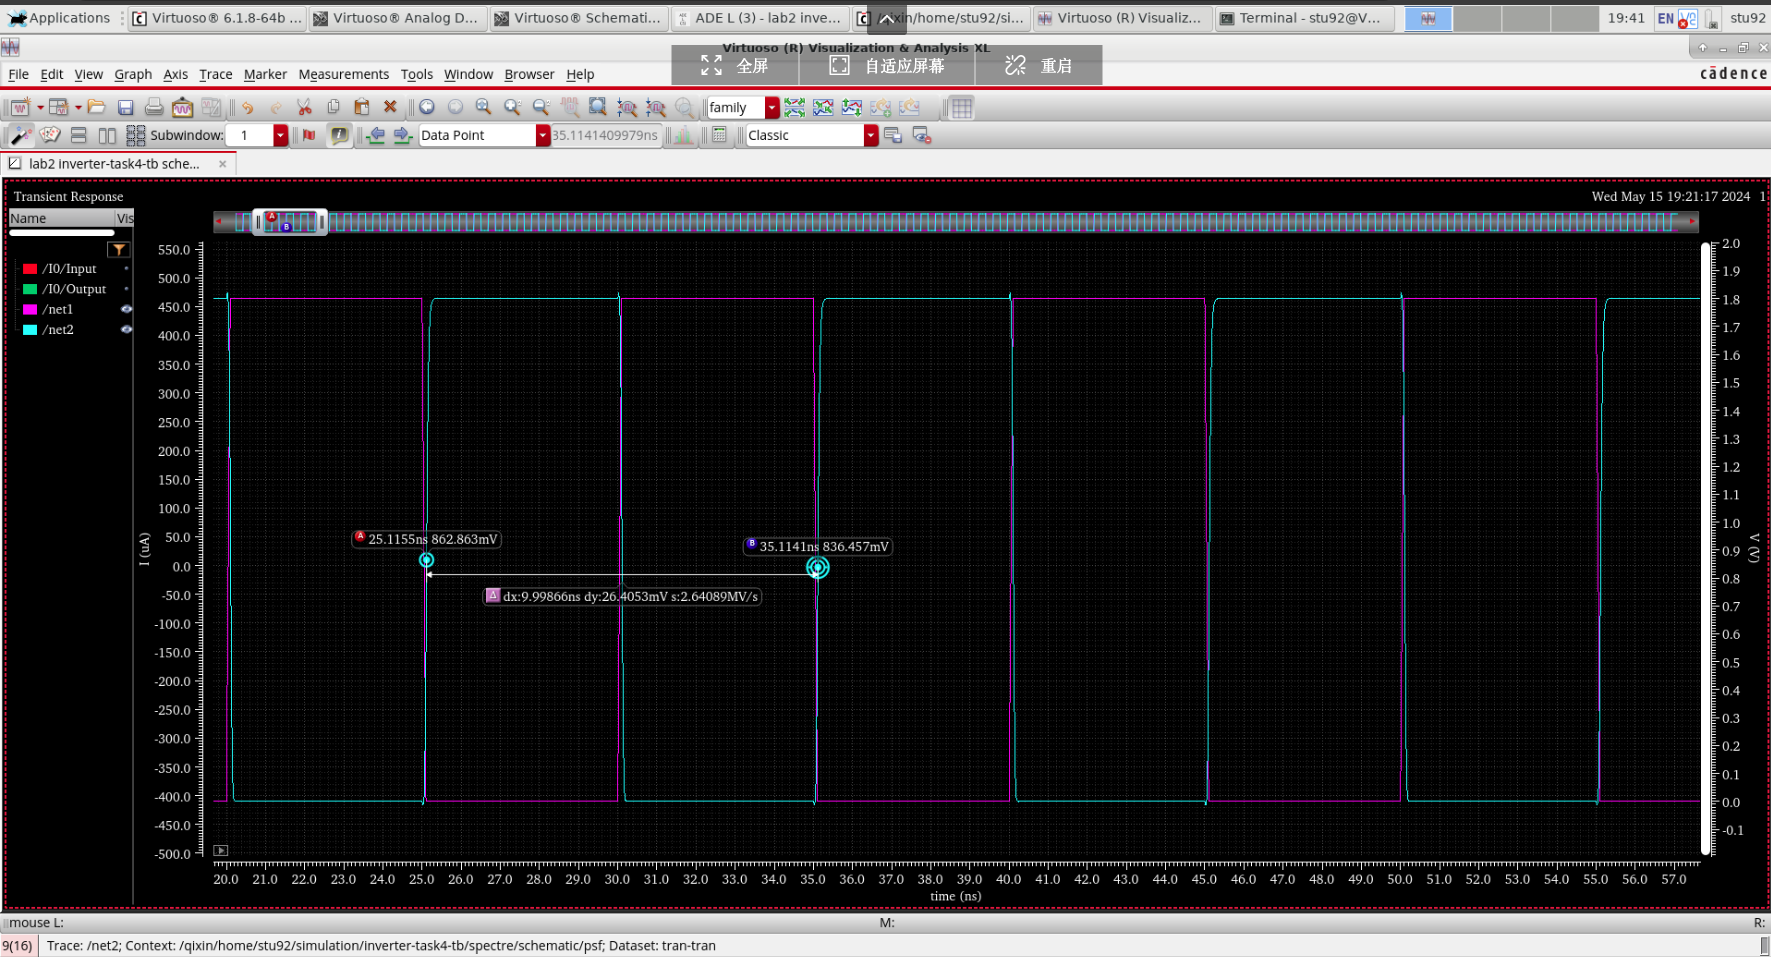 Applications
Virtuoso® 6.1.8-64b ...
Virtuoso® Analog D...
Virtuoso® Schemati...
ADE L (3) - lab2 inve...
/qixin/home/stu92/si...
Virtuoso (R) Visualiz...
Terminal - stu92@V...
19:41
EN
stu92
Virtuoso (R) Visualization & Analysis XL
全屏
自适应屏幕
重启
File Edit View Graph Axis Trace Marker Measurements Tools Window Browser Help
cādence
family
Subwindow: 1
Data Point
35.1141409979ns
Classic
lab2 inverter-task4-tb sche...
Transient Response
Wed May 15 19:21:17 2024 1
Name Vis
/I0/Input
/I0/Output
/net1
/net2
A
B
550.0
500.0
450.0
400.0
350.0
300.0
250.0
200.0
150.0
100.0
50.0
0.0
-50.0
-100.0
-150.0
-200.0
-250.0
-300.0
-350.0
-400.0
-450.0
-500.0
I (uA)
A 25.1155ns 862.863mV
B 35.1141ns 836.457mV
Δ dx:9.99866ns dy:26.4053mV s:2.64089MV/s
2.0
1.9
1.8
1.7
1.6
1.5
1.4
1.3
1.2
1.1
1.0
0.9
0.8
0.7
0.6
0.5
0.4
0.3
0.2
0.1
0.0
-0.1
V (V)
20.0 21.0 22.0 23.0 24.0 25.0 26.0 27.0 28.0 29.0 30.0 31.0 32.0 33.0 34.0 35.0 36.0 37.0 38.0 39.0 40.0 41.0 42.0 43.0 44.0 45.0 46.0 47.0 48.0 49.0 50.0 51.0 52.0 53.0 54.0 55.0 56.0 57.0
time (ns)
mouse L: M: R:
9(16) Trace: /net2; Context: /qixin/home/stu92/simulation/inverter-task4-tb/spectre/schematic/psf; Dataset: tran-tran